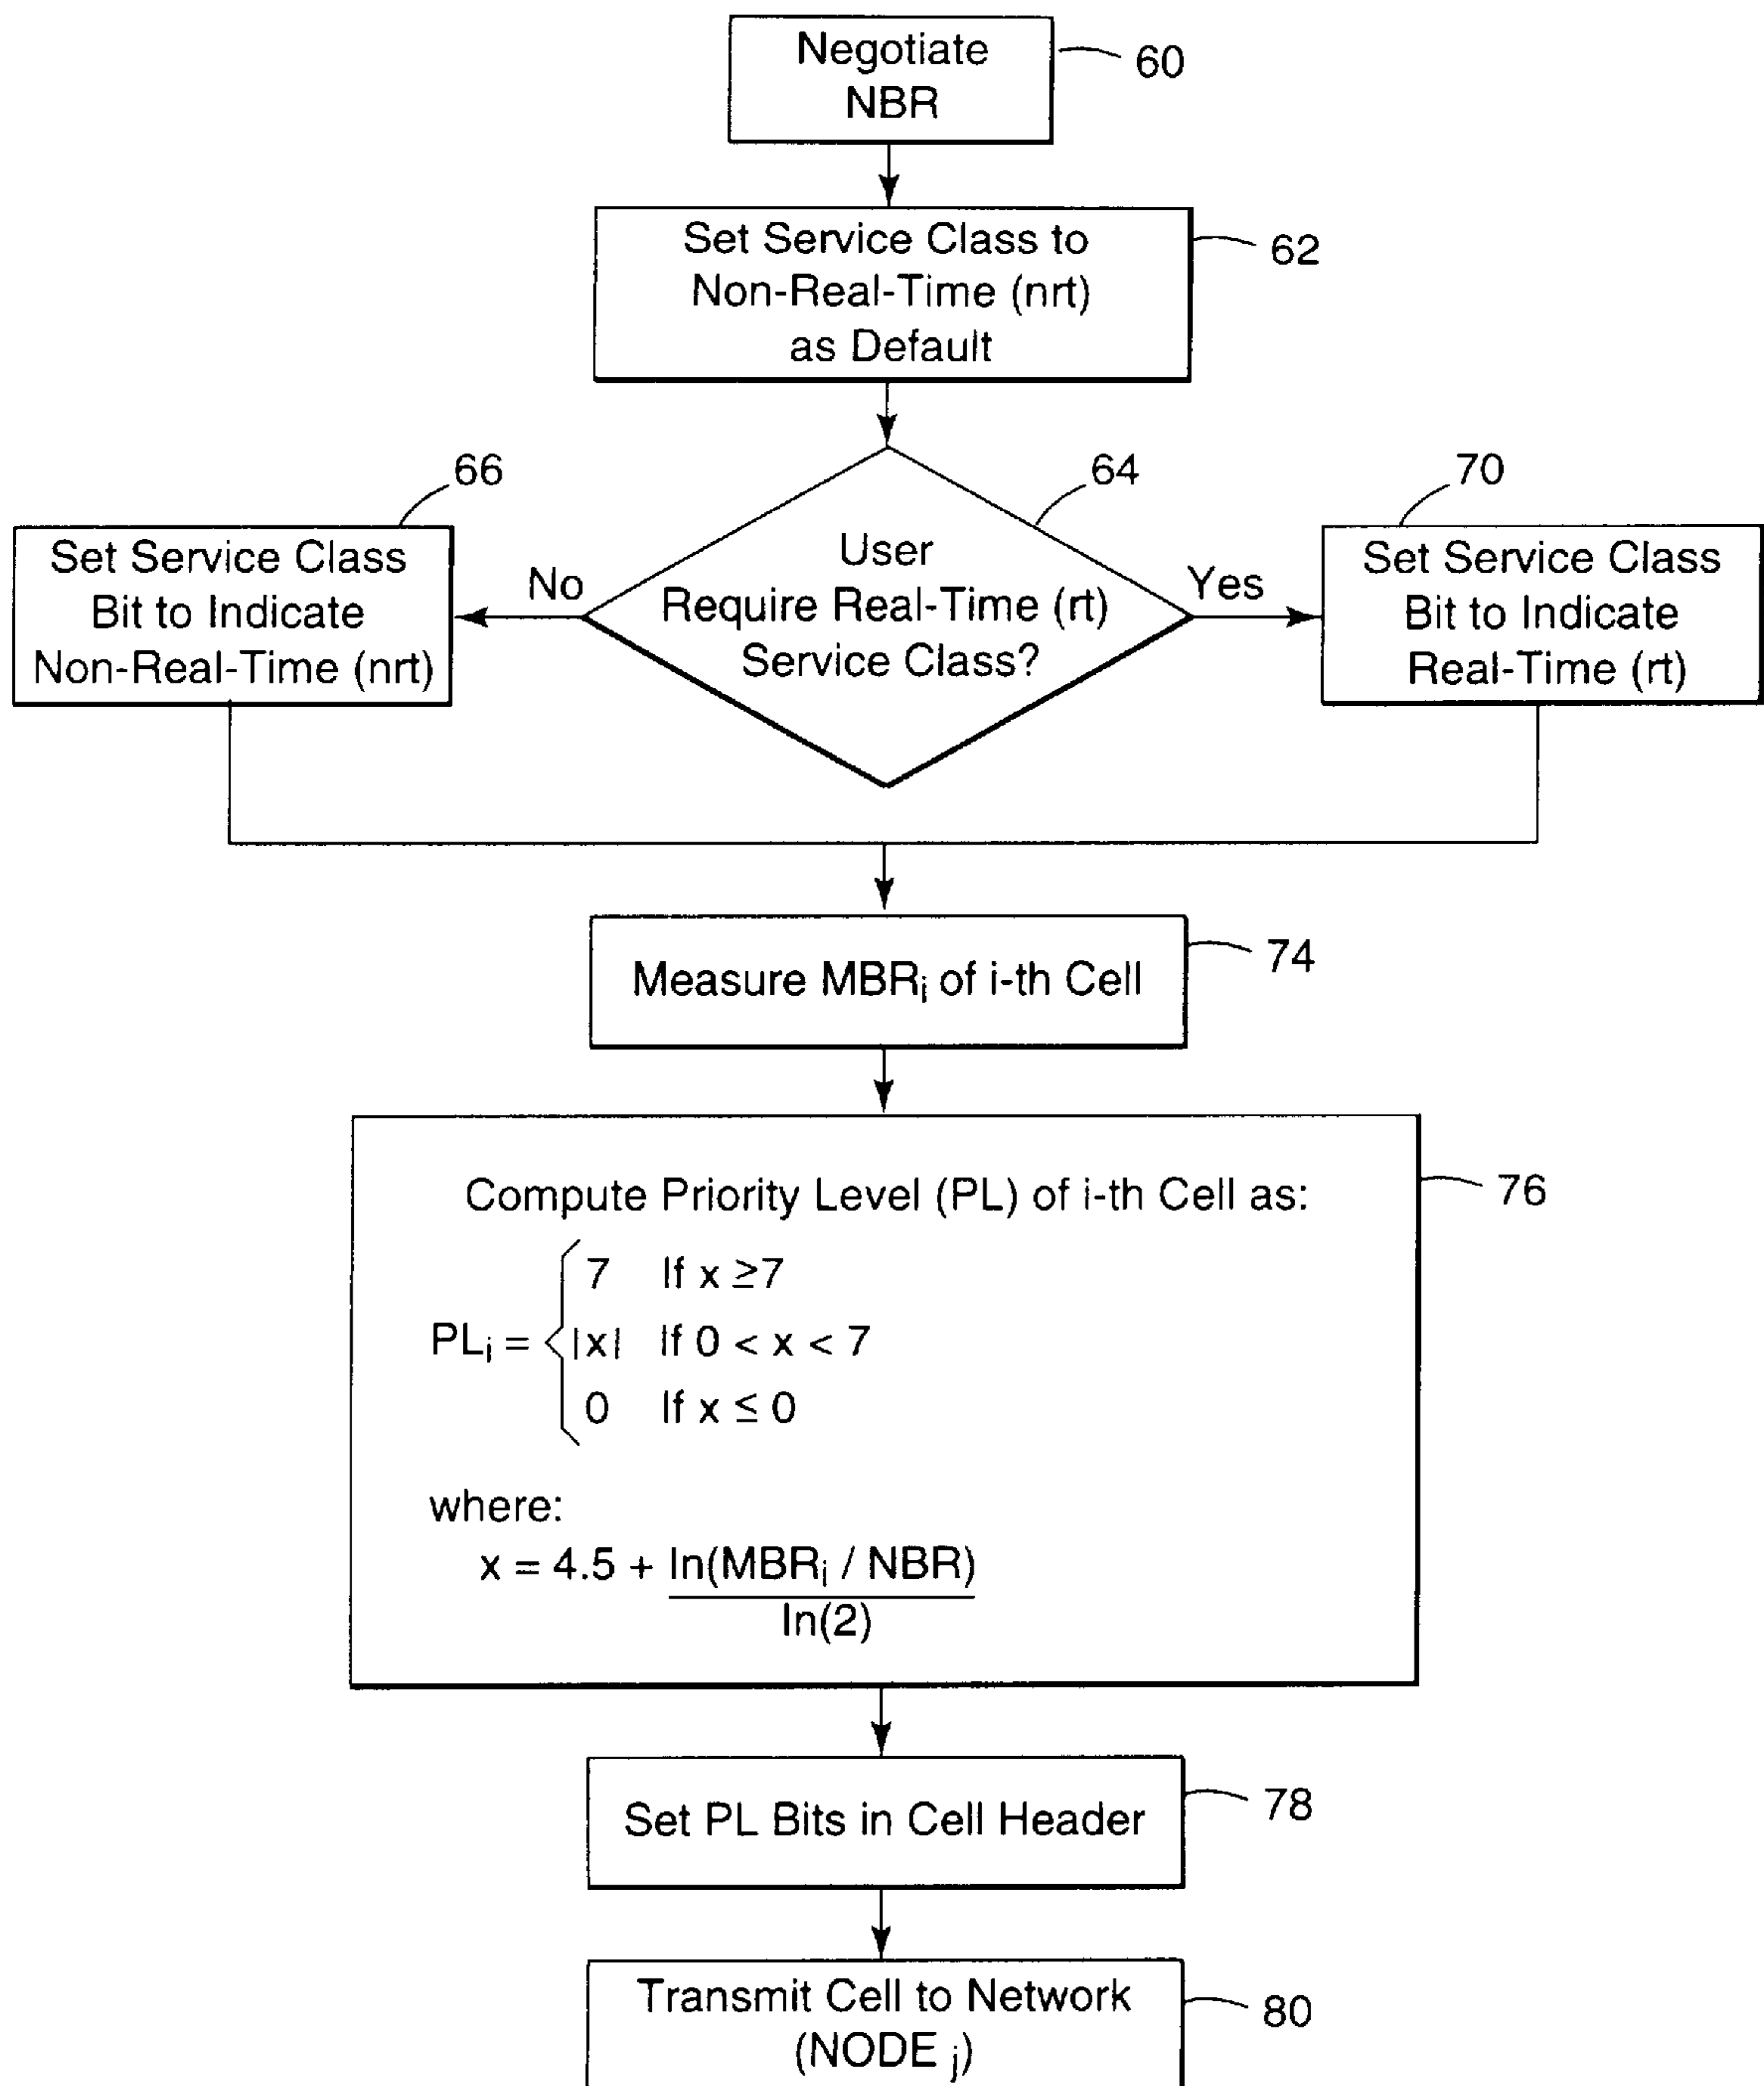 Negotiate
NBR
60
Set Service Class to
Non-Real-Time (nrt)
as Default
62
66
64
70
Set Service Class
Bit to Indicate
Non-Real-Time (nrt)
No
User
Require Real-Time (rt)
Service Class?
Yes
Set Service Class
Bit to Indicate
Real-Time (rt)
Measure MBRi of i-th Cell
74
Compute Priority Level (PL) of i-th Cell as:
76
7 If x ≥7
PLi = |x| If 0 < x < 7
0 If x ≤ 0
where:
x = 4.5 + ln(MBRi / NBR)
ln(2)
Set PL Bits in Cell Header
78
Transmit Cell to Network
(NODE j)
80